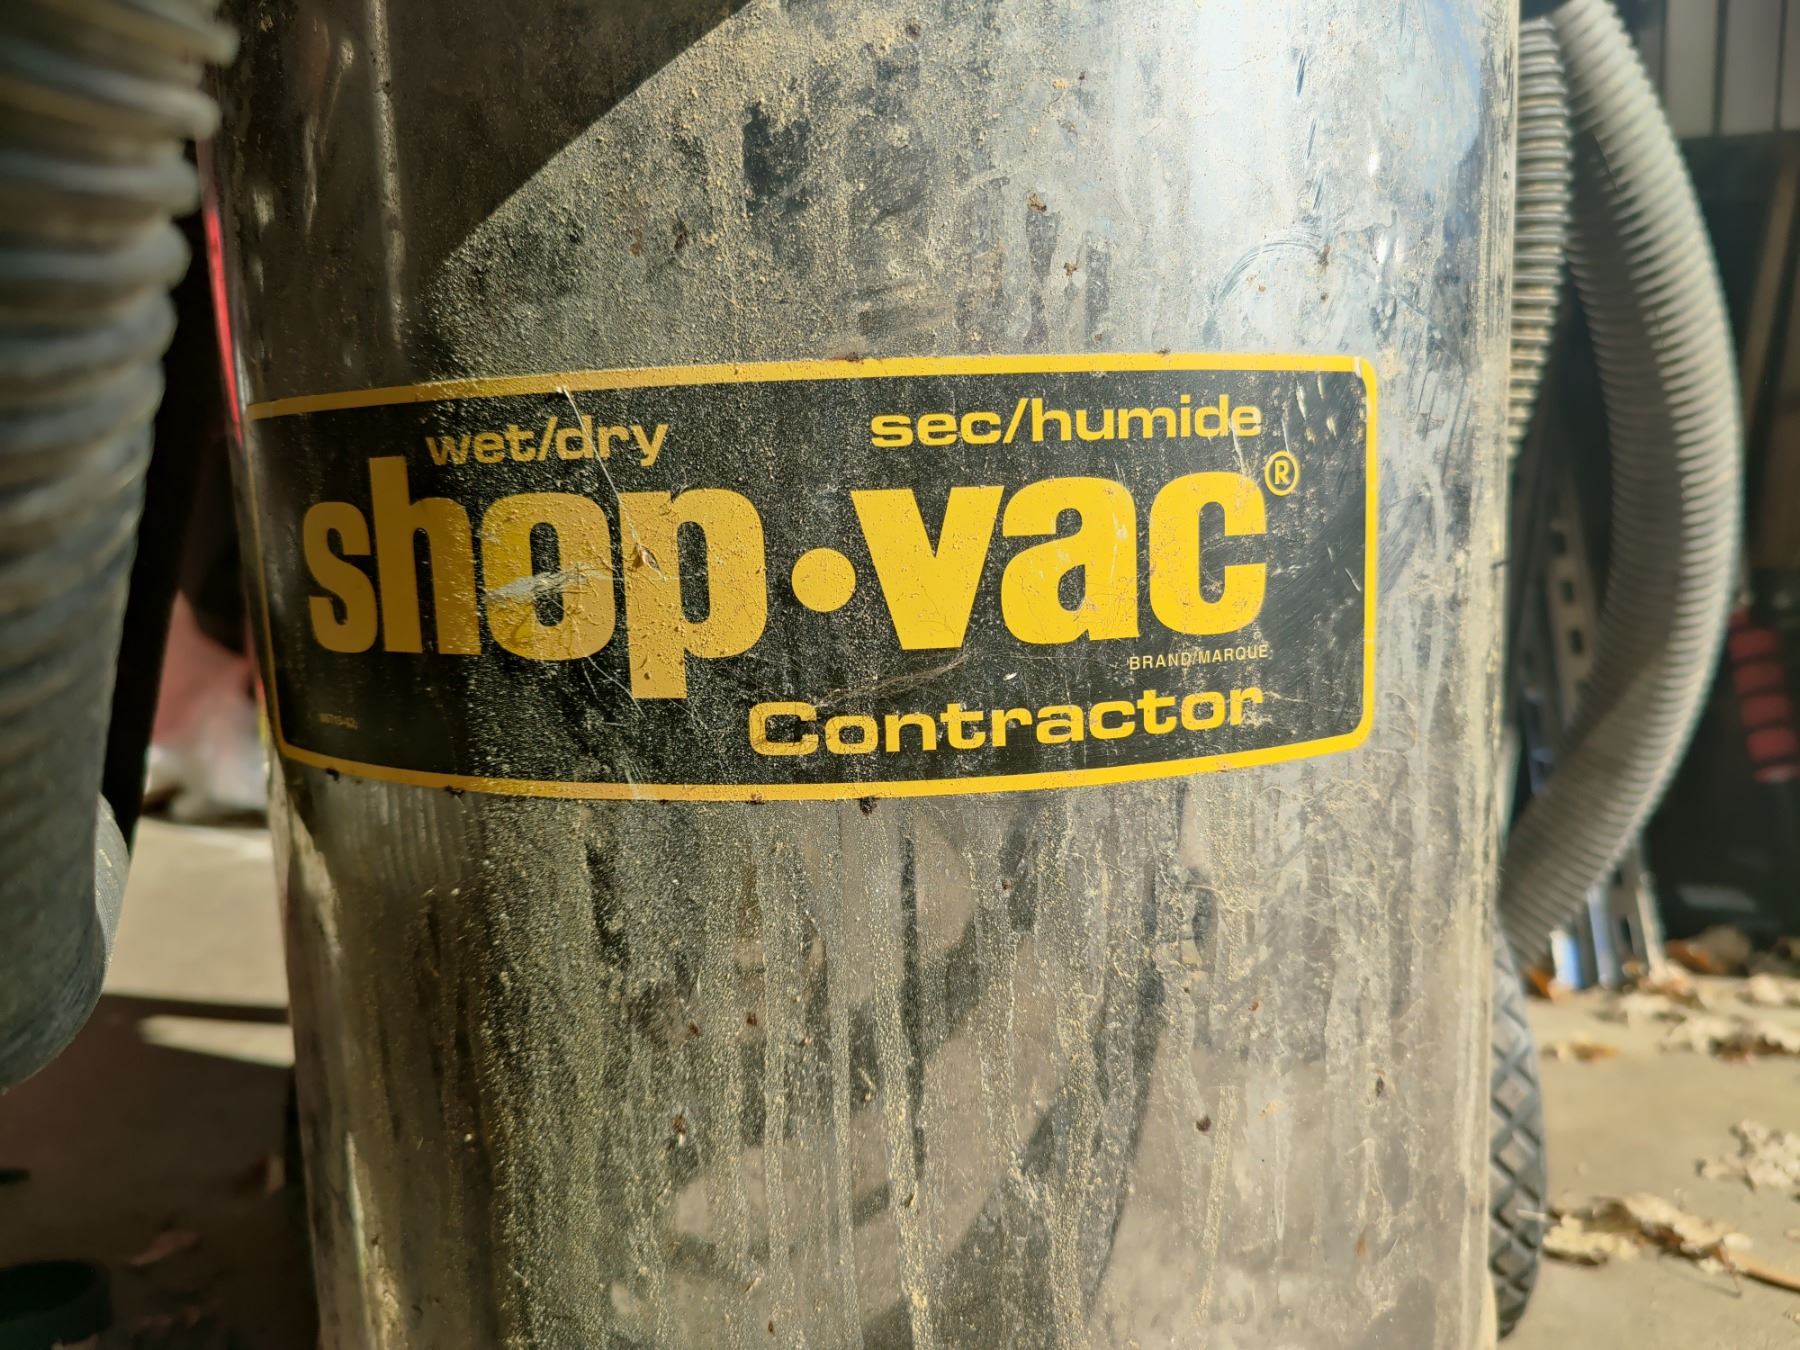 wet/dry sec/humide
shop·vac®
BRAND/MARQUE
Contractor